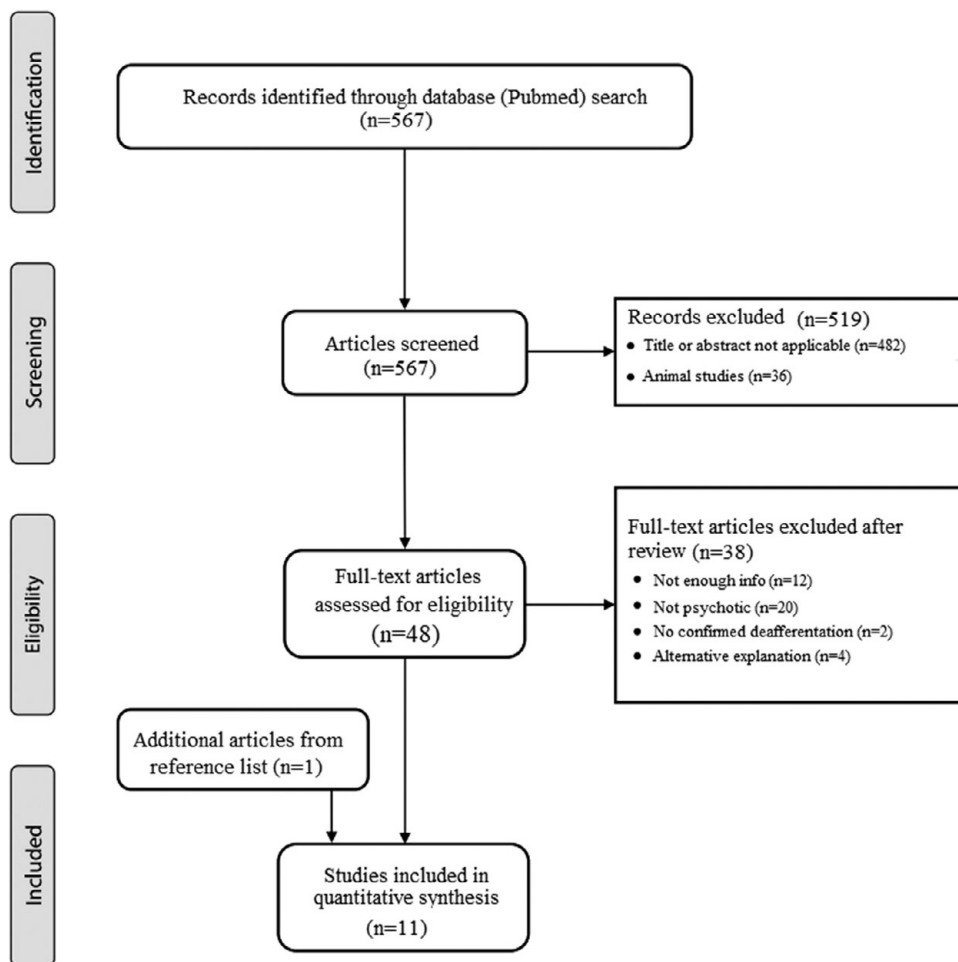 Identification
Records identified through database (Pubmed) search
(n=567)
Screening
Articles screened
(n=567)
Records excluded (n=519)
• Title or abstract not applicable (n=482)
• Animal studies (n=36)
Eligibility
Full-text articles
assessed for eligibility
(n=48)
Full-text articles excluded after
review (n=38)
• Not enough info (n=12)
• Not psychotic (n=20)
• No confirmed deafferentation (n=2)
• Alternative explanation (n=4)
Included
Additional articles from
reference list (n=1)
Studies included in
quantitative synthesis
(n=11)